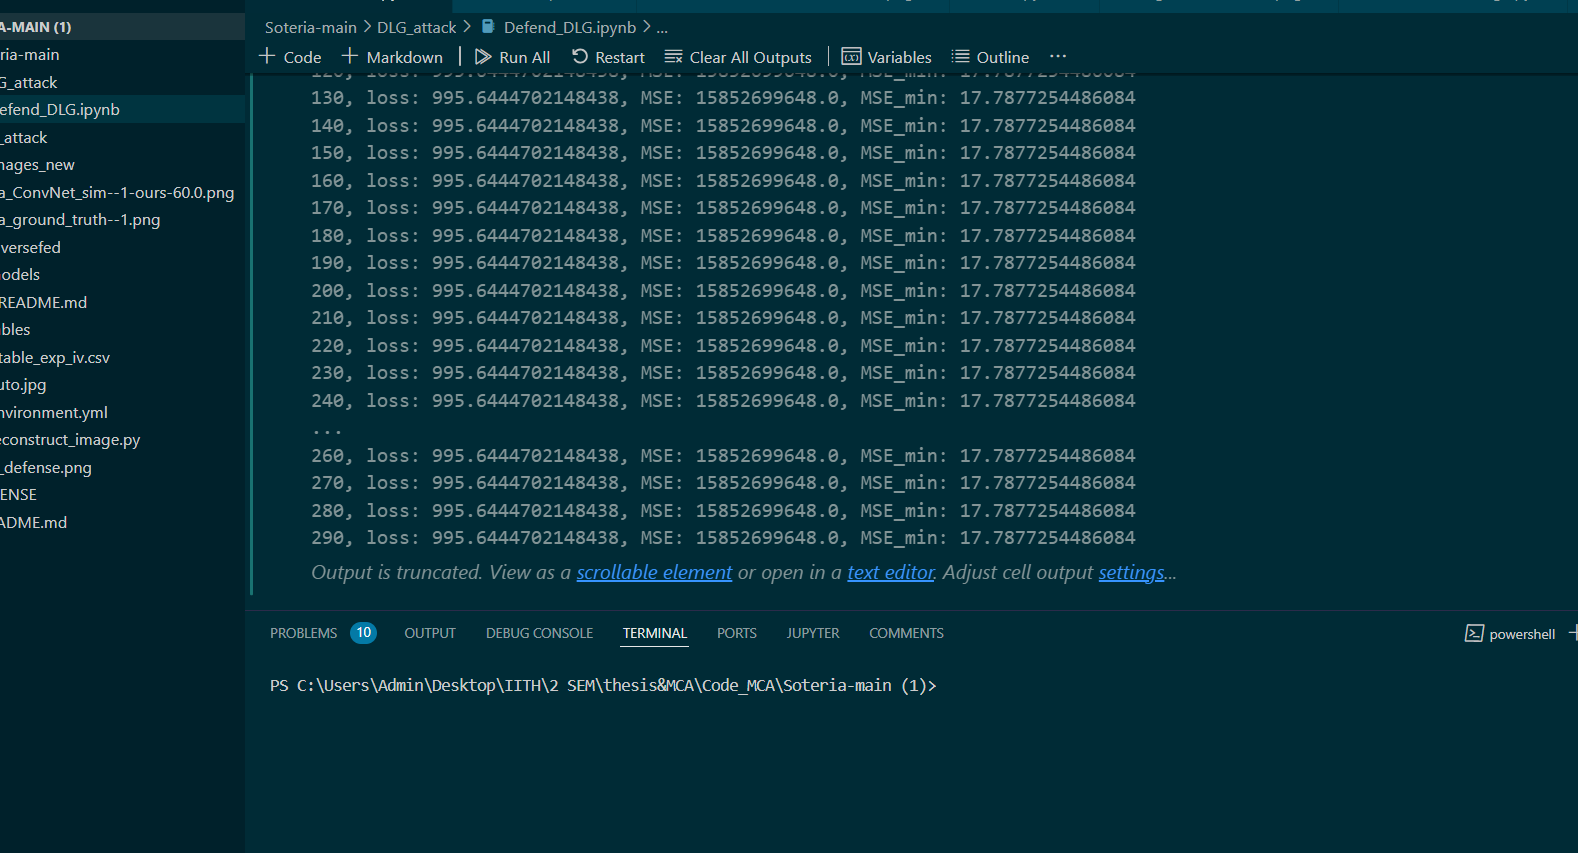 A-MAIN (1)
ria-main
G_attack
efend_DLG.ipynb
_attack
nages_new
a_ConvNet_sim--1-ours-60.0.png
a_ground_truth--1.png
versefed
odels
README.md
bles
table_exp_iv.csv
uto.jpg
nvironment.yml
econstruct_image.py
_defense.png
ENSE
ADME.md
Soteria-main > DLG_attack > Defend_DLG.ipynb > ...
+ Code + Markdown | Run All Restart Clear All Outputs | Variables Outline ...
120, loss: 995.6444702148438, MSE: 15852699648.0, MSE_min: 17.7877254486084
130, loss: 995.6444702148438, MSE: 15852699648.0, MSE_min: 17.7877254486084
140, loss: 995.6444702148438, MSE: 15852699648.0, MSE_min: 17.7877254486084
150, loss: 995.6444702148438, MSE: 15852699648.0, MSE_min: 17.7877254486084
160, loss: 995.6444702148438, MSE: 15852699648.0, MSE_min: 17.7877254486084
170, loss: 995.6444702148438, MSE: 15852699648.0, MSE_min: 17.7877254486084
180, loss: 995.6444702148438, MSE: 15852699648.0, MSE_min: 17.7877254486084
190, loss: 995.6444702148438, MSE: 15852699648.0, MSE_min: 17.7877254486084
200, loss: 995.6444702148438, MSE: 15852699648.0, MSE_min: 17.7877254486084
210, loss: 995.6444702148438, MSE: 15852699648.0, MSE_min: 17.7877254486084
220, loss: 995.6444702148438, MSE: 15852699648.0, MSE_min: 17.7877254486084
230, loss: 995.6444702148438, MSE: 15852699648.0, MSE_min: 17.7877254486084
240, loss: 995.6444702148438, MSE: 15852699648.0, MSE_min: 17.7877254486084
...
260, loss: 995.6444702148438, MSE: 15852699648.0, MSE_min: 17.7877254486084
270, loss: 995.6444702148438, MSE: 15852699648.0, MSE_min: 17.7877254486084
280, loss: 995.6444702148438, MSE: 15852699648.0, MSE_min: 17.7877254486084
290, loss: 995.6444702148438, MSE: 15852699648.0, MSE_min: 17.7877254486084
Output is truncated. View as a scrollable element or open in a text editor. Adjust cell output settings...
PROBLEMS 10 OUTPUT DEBUG CONSOLE TERMINAL PORTS JUPYTER COMMENTS powershell +
PS C:\Users\Admin\Desktop\IITH\2 SEM\thesis&MCA\Code_MCA\Soteria-main (1)>